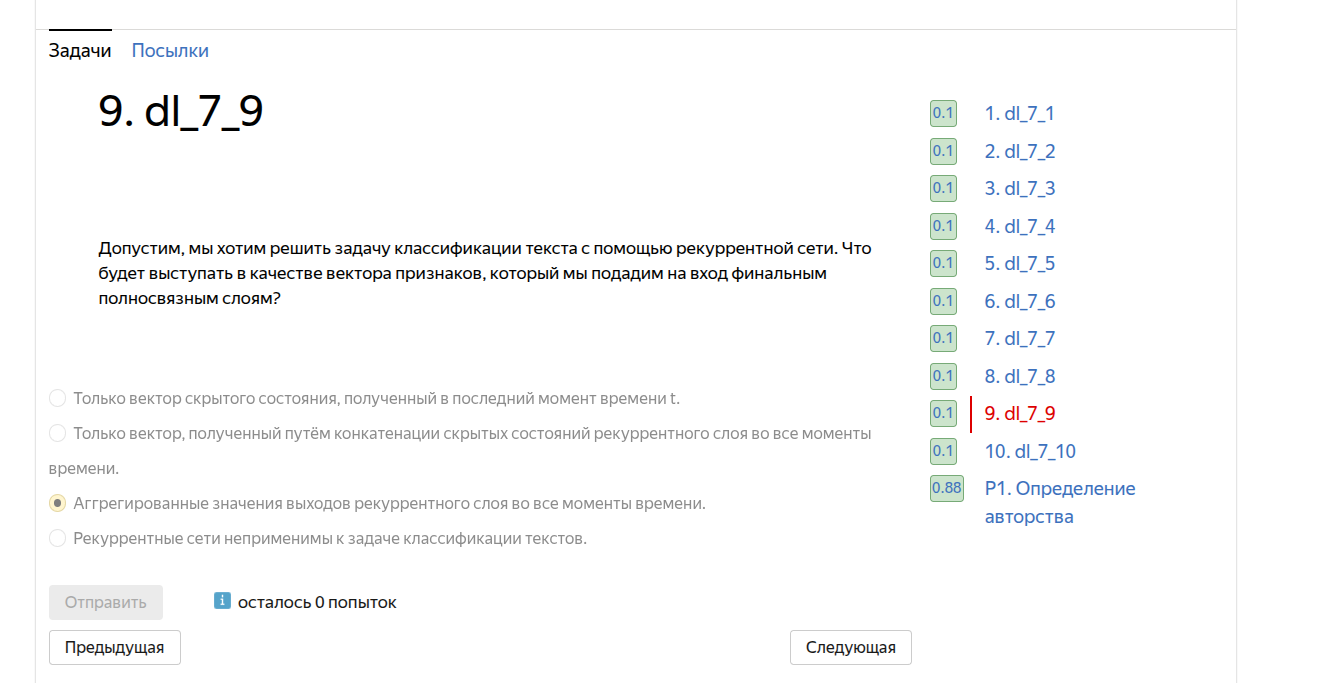 Задачи Посылки
9. dl_7_9
Допустим, мы хотим решить задачу классификации текста с помощью рекуррентной сети. Что
будет выступать в качестве вектора признаков, который мы подадим на вход финальным
полносвязным слоям?
Только вектор скрытого состояния, полученный в последний момент времени t.
Только вектор, полученный путём конкатенации скрытых состояний рекуррентного слоя во все моменты
времени.
Аггрегированные значения выходов рекуррентного слоя во все моменты времени.
Рекуррентные сети неприменимы к задаче классификации текстов.
Отправить i осталось 0 попыток
Предыдущая Следующая
0.1 1. dl_7_1
0.1 2. dl_7_2
0.1 3. dl_7_3
0.1 4. dl_7_4
0.1 5. dl_7_5
0.1 6. dl_7_6
0.1 7. dl_7_7
0.1 8. dl_7_8
0.1 9. dl_7_9
0.1 10. dl_7_10
0.88 P1. Определение
авторства